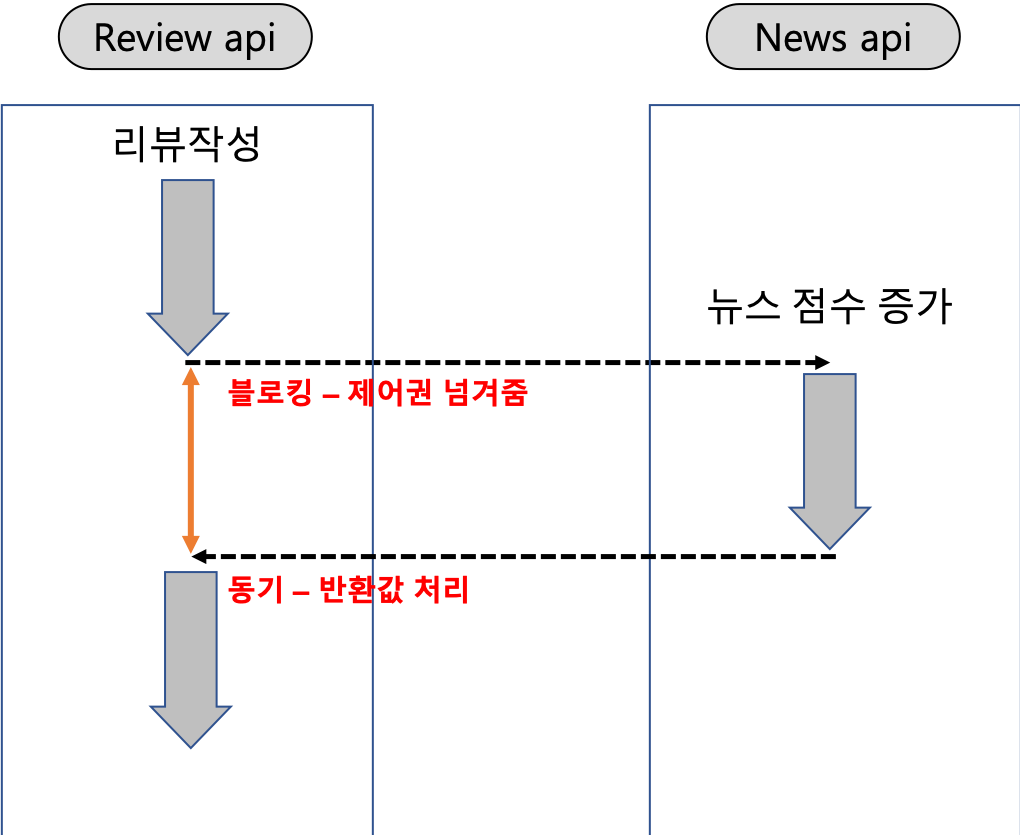 Review api
News api
리뷰작성
뉴스 점수 증가
블로킹 – 제어권 넘겨줌
동기 – 반환값 처리